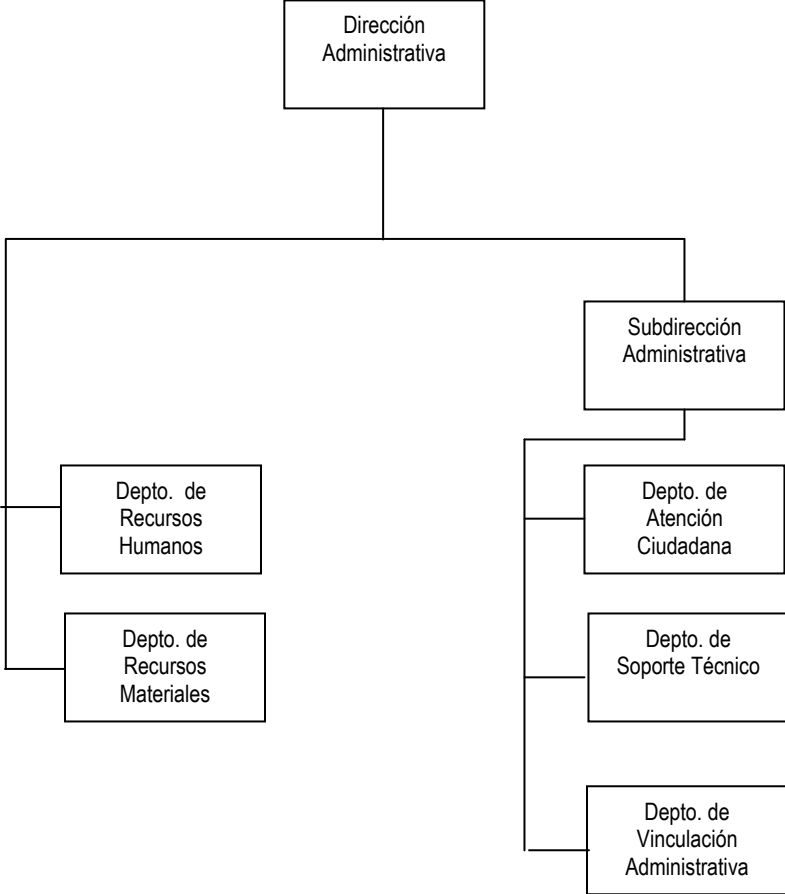 Dirección
Administrativa
Subdirección
Administrativa
Depto. de
Recursos
Humanos
Depto. de
Atención
Ciudadana
Depto. de
Recursos
Materiales
Depto. de
Soporte Técnico
Depto. de
Vinculación
Administrativa